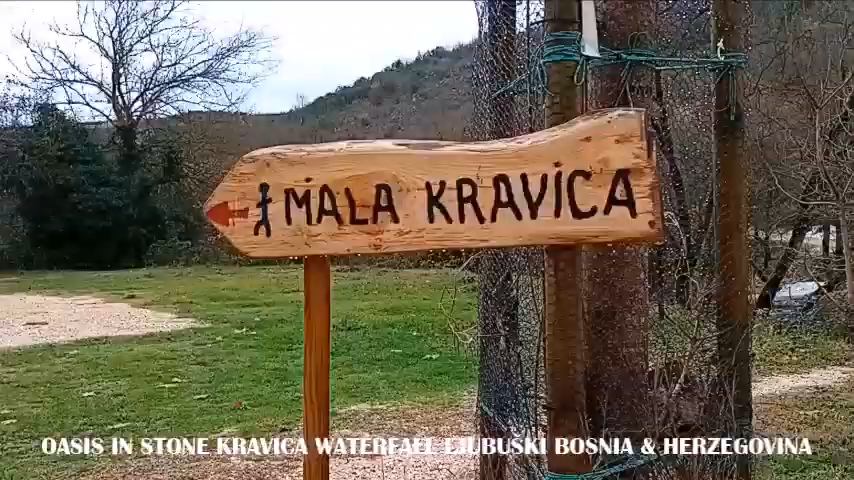 MALA KRAVICA
OASIS IN STONE KRAVICA WATERFALL LJUBUŠKI BOSNIA & HERZEGOVINA